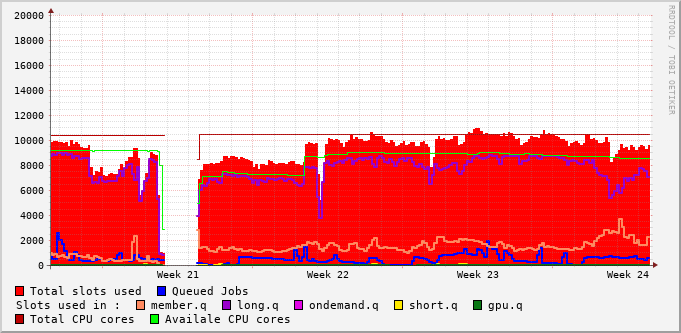 20000
18000
16000
14000
12000
10000
8000
6000
4000
2000
0
Week 21 Week 22 Week 23 Week 24
Total slots used Queued Jobs
Slots used in : member.q long.q ondemand.q short.q gpu.q
Total CPU cores Availale CPU cores
RRDTOOL / TOBI OETIKER